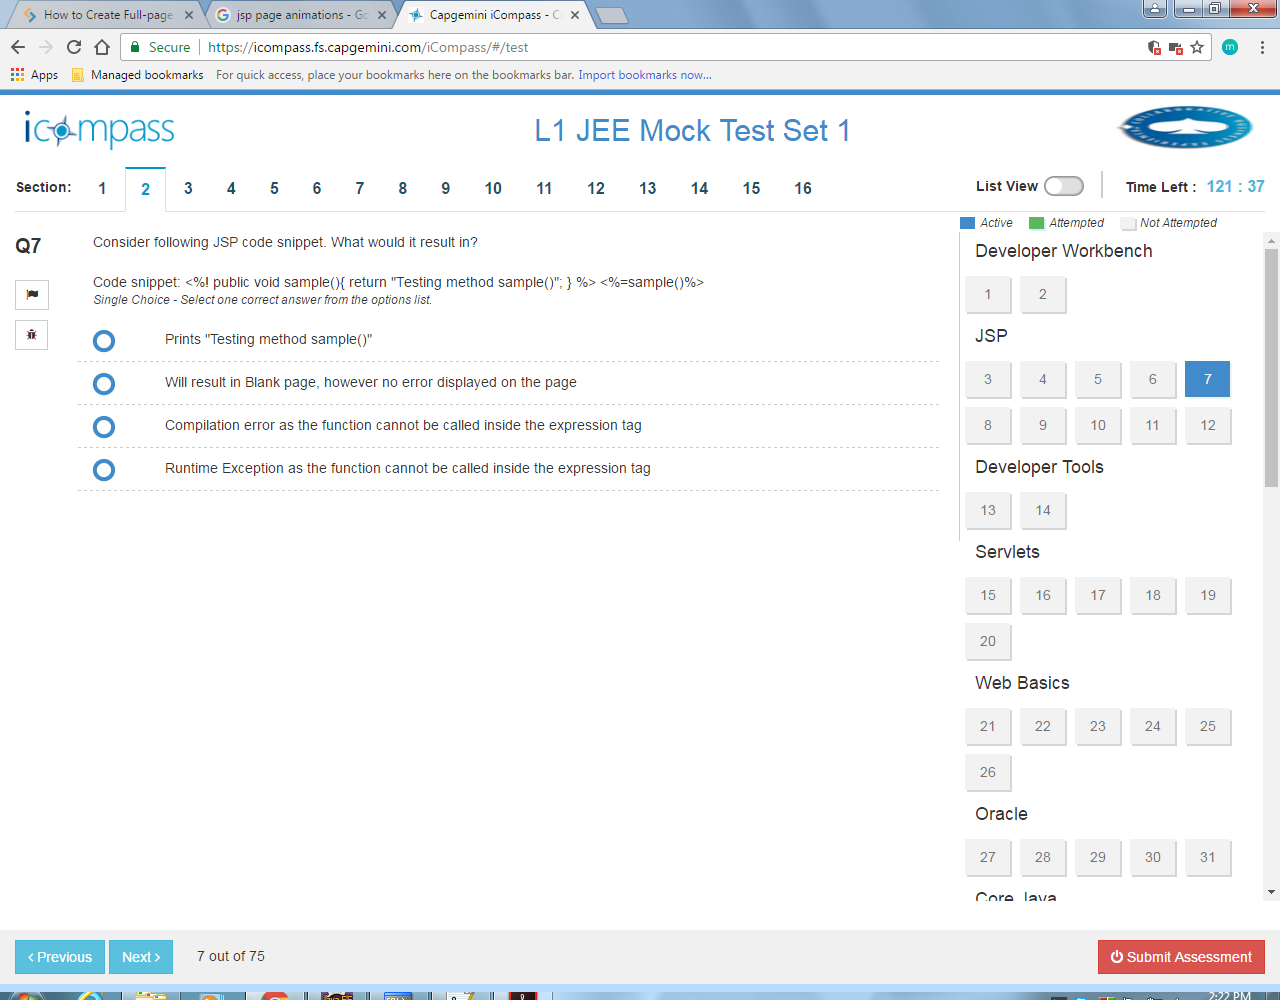 How to Create Full-page
jsp page animations - Go
Capgemini iCompass - C
Secure https://icompass.fs.capgemini.com/iCompass/#/test
m
Apps Managed bookmarks For quick access, place your bookmarks here on the bookmarks bar. Import bookmarks now...
icompass
L1 JEE Mock Test Set 1
Section: 1 2 3 4 5 6 7 8 9 10 11 12 13 14 15 16
List View
Time Left : 121 : 37
Active Attempted Not Attempted
Q7
Consider following JSP code snippet. What would it result in?
Code snippet: <%! public void sample(){ return "Testing method sample()"; } %> <%=sample()%>
Single Choice - Select one correct answer from the options list.
Prints "Testing method sample()"
Will result in Blank page, however no error displayed on the page
Compilation error as the function cannot be called inside the expression tag
Runtime Exception as the function cannot be called inside the expression tag
Developer Workbench
1 2
JSP
3 4 5 6 7
8 9 10 11 12
Developer Tools
13 14
Servlets
15 16 17 18 19
20
Web Basics
21 22 23 24 25
26
Oracle
27 28 29 30 31
Core Java
‹ Previous
Next ›
7 out of 75
Submit Assessment
2:22 PM